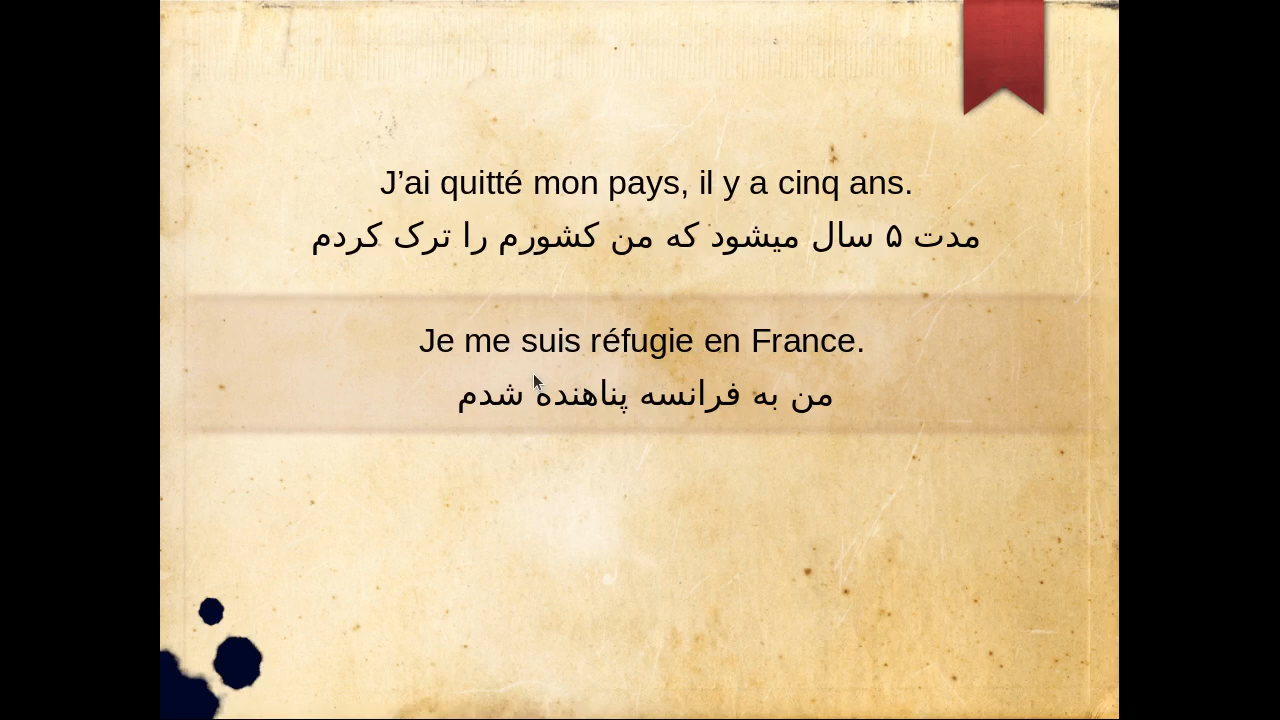 J’ai quitté mon pays, il y a cinq ans.
مدت ۵ سال میشود که من کشورم را ترک کردم
Je me suis réfugie en France.
من به فرانسه پناهنده شدم